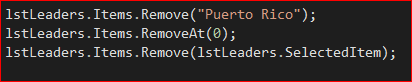 lstLeaders.Items.Remove("Puerto Rico");
lstLeaders.Items.RemoveAt(0);
lstLeaders.Items.Remove(lstLeaders.SelectedItem);